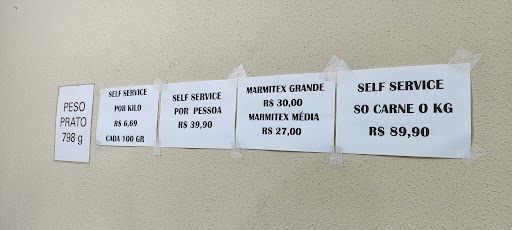 PESO
PRATO
798 g
SELF SERVICE
POR KILO
R$ 6,69
CADA 100 GR
SELF SERVICE
POR PESSOA
R$ 39,90
MARMITEX GRANDE
R$ 30,00
MARMITEX MÉDIA
R$ 27,00
SELF SERVICE
SO CARNE O KG
R$ 89,90